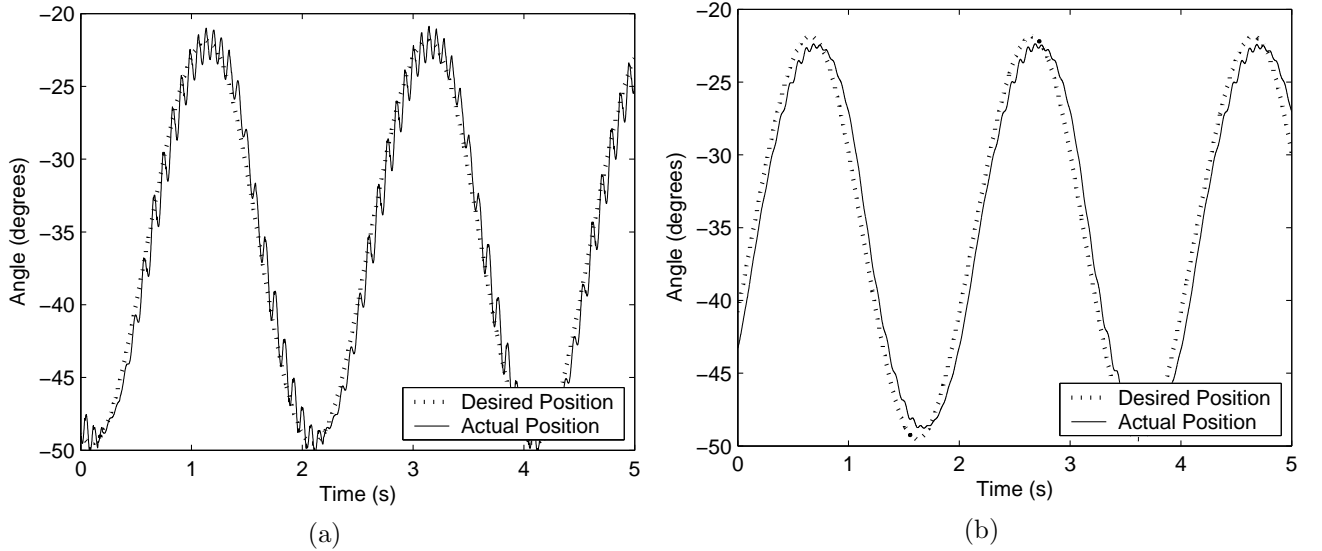 −20
−25
−30
−35
−40
−45
−50
0
1
2
3
4
5
Angle (degrees)
Time (s)
Desired Position
Actual Position
(a)
−20
−25
−30
−35
−40
−45
−50
0
1
2
3
4
5
Angle (degrees)
Time (s)
Desired Position
Actual Position
(b)